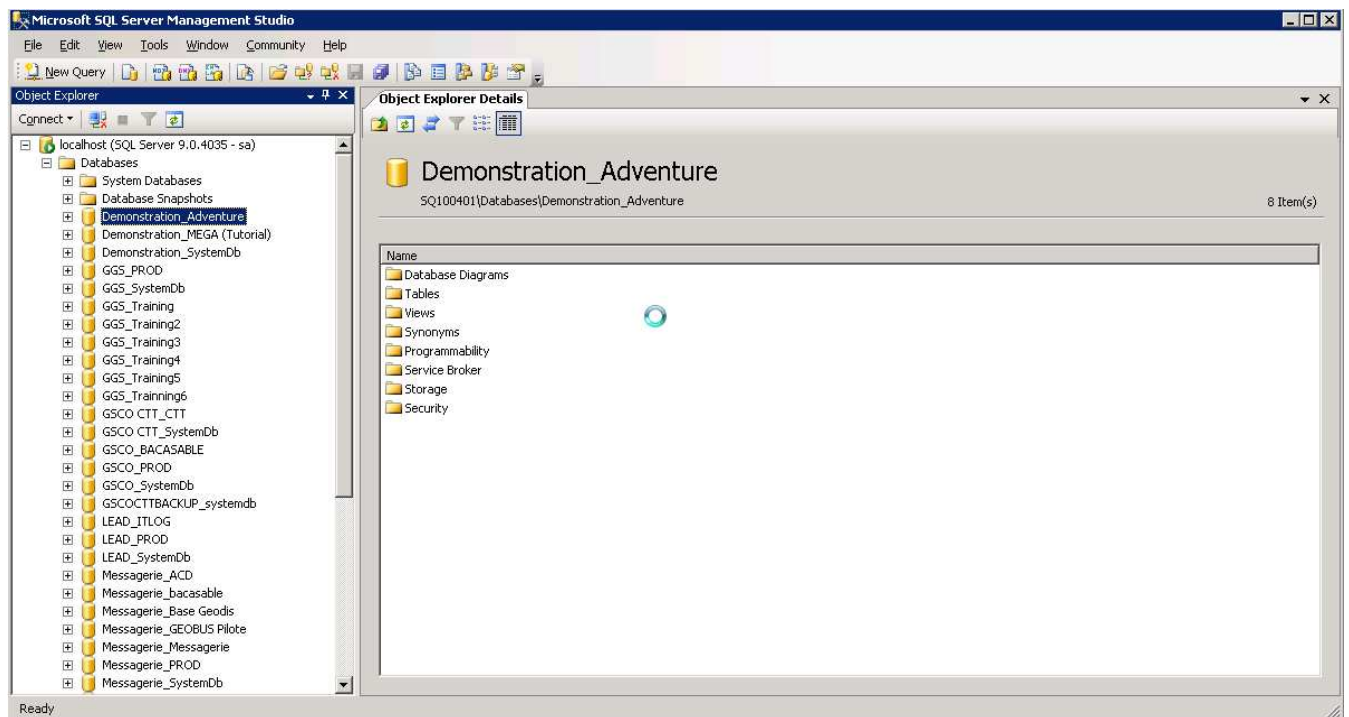 Microsoft SQL Server Management Studio
File Edit View Tools Window Community Help
New Query
Object Explorer
Connect
localhost (SQL Server 9.0.4035 - sa)
Databases
System Databases
Database Snapshots
Demonstration_Adventure
Demonstration_MEGA (Tutorial)
Demonstration_SystemDb
GGS_PROD
GGS_SystemDb
GGS_Training
GGS_Training2
GGS_Training3
GGS_Training4
GGS_Training5
GGS_Trainning6
GSCO CTT_CTT
GSCO CTT_SystemDb
GSCO_BACASABLE
GSCO_PROD
GSCO_SystemDb
GSCOCTTBACKUP_systemdb
LEAD_ITLOG
LEAD_PROD
LEAD_SystemDb
Messagerie_ACD
Messagerie_bacasable
Messagerie_Base Geodis
Messagerie_GEOBUS Pilote
Messagerie_Messagerie
Messagerie_PROD
Messagerie_SystemDb
Object Explorer Details
Demonstration_Adventure
SQ100401\Databases\Demonstration_Adventure 8 Item(s)
Name
Database Diagrams
Tables
Views
Synonyms
Programmability
Service Broker
Storage
Security
Ready